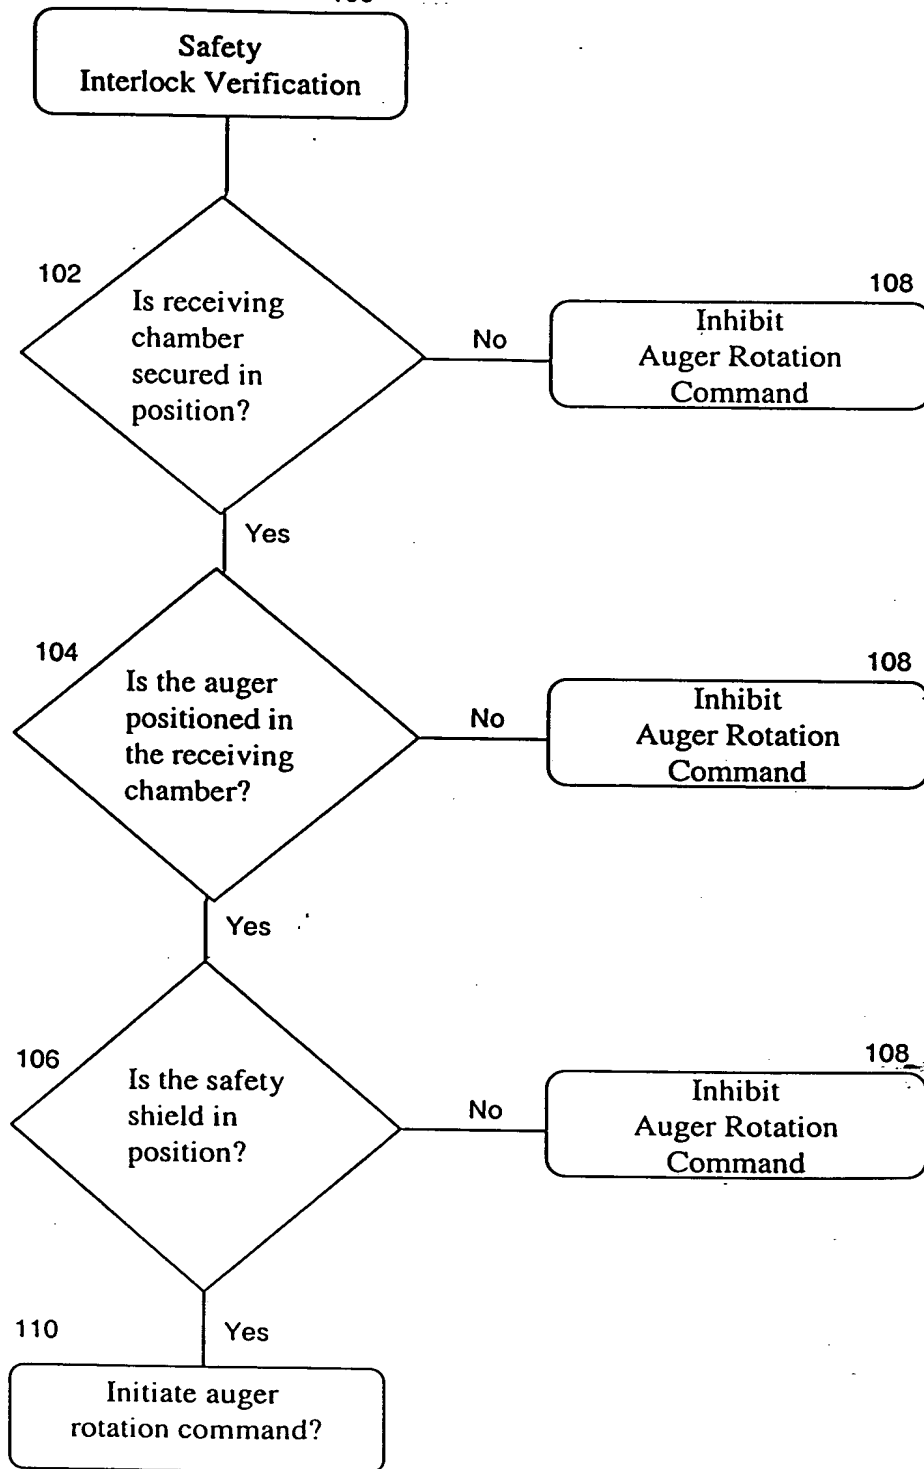 Safety
Interlock Verification
102
Is receiving
chamber
secured in
position?
No
108
Inhibit
Auger Rotation
Command
Yes
104
Is the auger
positioned in
the receiving
chamber?
No
108
Inhibit
Auger Rotation
Command
Yes
106
Is the safety
shield in
position?
No
108
Inhibit
Auger Rotation
Command
110
Yes
Initiate auger
rotation command?